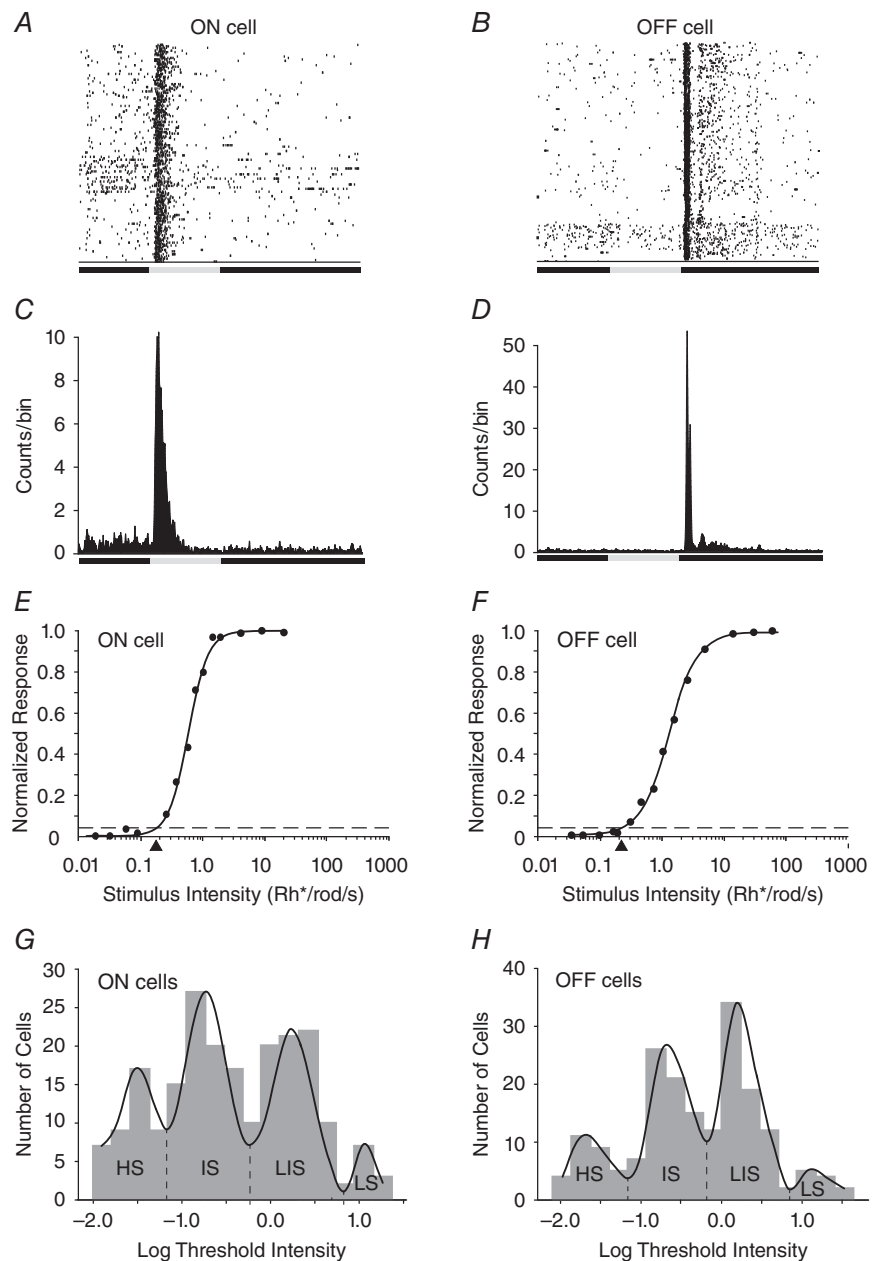 A
ON cell
B
OFF cell
C
10
8
6
4
2
0
Counts/bin
D
50
40
30
20
10
0
Counts/bin
E
ON cell
1.0
0.8
0.6
0.4
0.2
0
Normalized Response
0.01 0.1 1.0 10 100 1000
Stimulus Intensity (Rh*/rod/s)
F
OFF cell
1.0
0.8
0.6
0.4
0.2
0
Normalized Response
0.01 0.1 1.0 10 100 1000
Stimulus Intensity (Rh*/rod/s)
G
ON cells
30
25
20
15
10
5
0
Number of Cells
HS IS LIS LS
–2.0 –1.0 0.0 1.0
Log Threshold Intensity
H
OFF cells
40
30
20
10
0
Number of Cells
HS IS LIS LS
–2.0 –1.0 0.0 1.0
Log Threshold Intensity